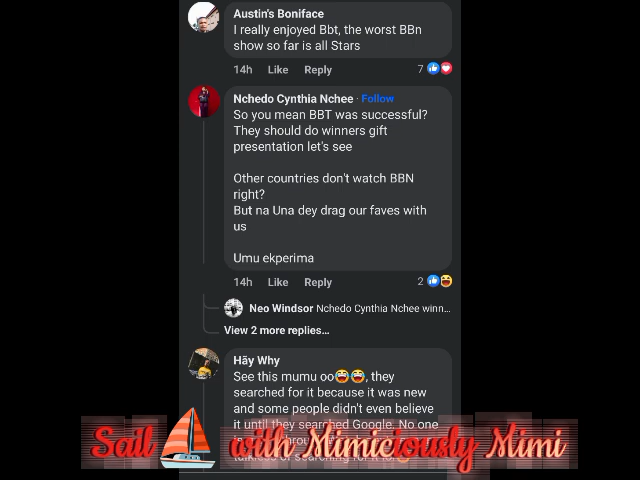 Austin's Boniface
I really enjoyed Bbt, the worst BBn
show so far is all Stars
14h Like Reply 7
Nchedo Cynthia Nchee · Follow
So you mean BBT was successful?
They should do winners gift
presentation let's see
Other countries don't watch BBN
right?
But na Una dey drag our faves with
us
Umu ekperima
14h Like Reply 2
Neo Windsor Nchedo Cynthia Nchee winn...
View 2 more replies...
Hãy Why
See this mumu oo😂😂, they
searched for it because it was new
and some people didn't even believe
it until they searched Google. No one
Sail with Mimiciously Mimi